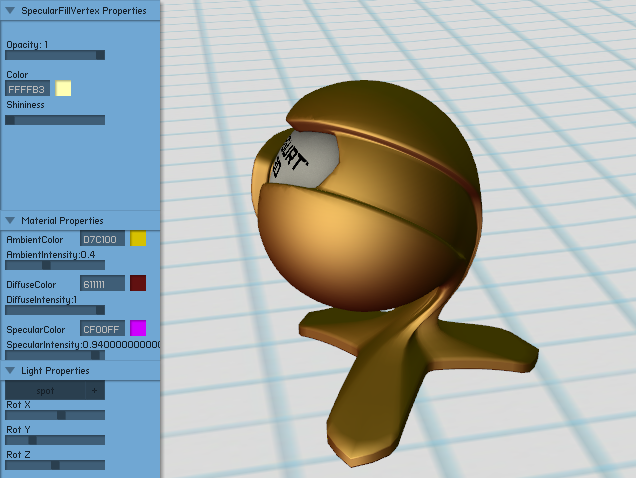 SpecularFillVertex Properties
Opacity: 1
Color
FFFFB3
Shininess
Material Properties
AmbientColor D7C100
AmbientIntensity:0.4
DiffuseColor 611111
DiffuseIntensity:1
SpecularColor CF00FF
SpecularIntensity:0.940000000000
Light Properties
spot +
Rot X
Rot Y
Rot Z